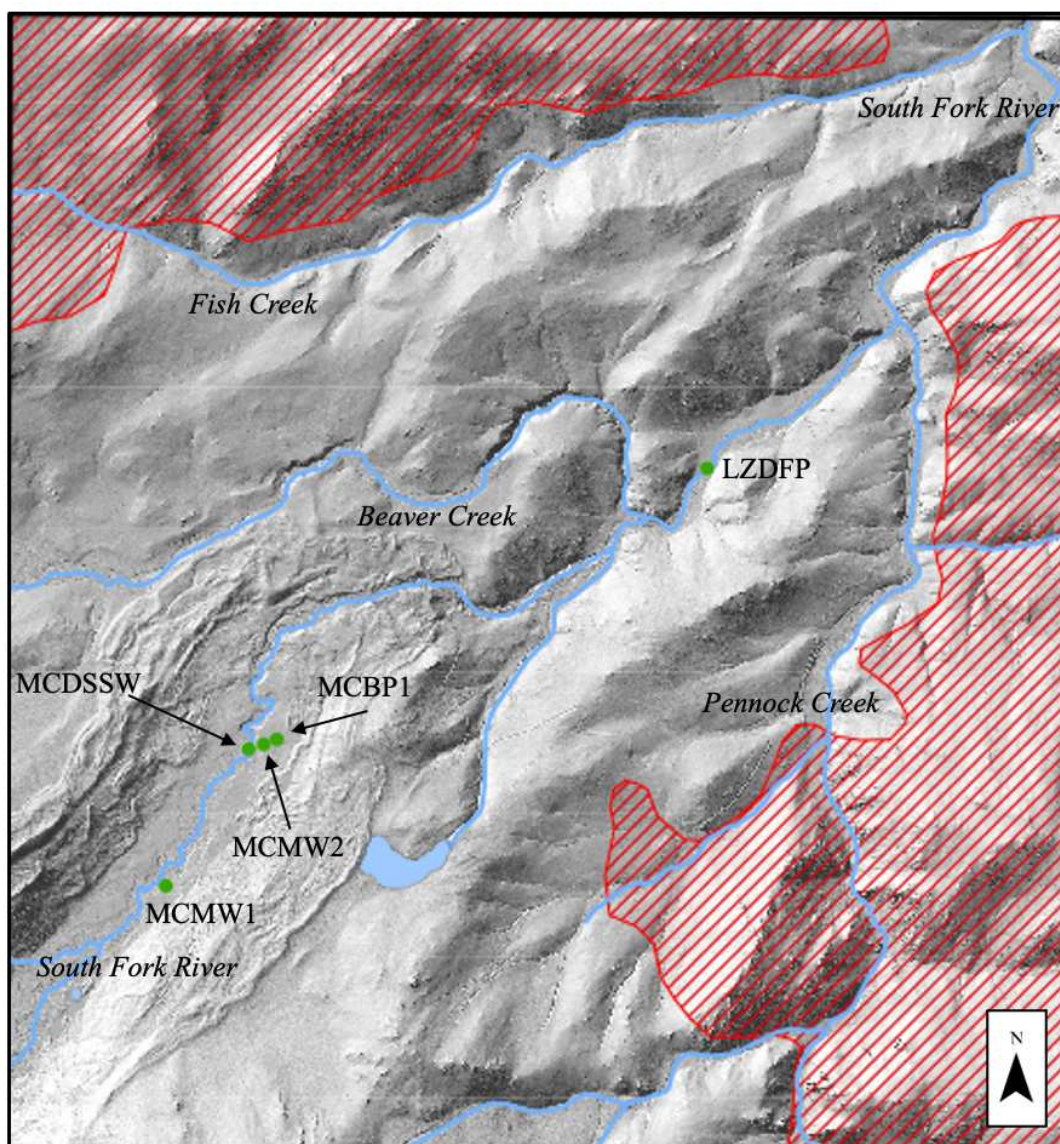 South Fork River
Fish Creek
LZDFP
Beaver Creek
MCDSSW
MCBP1
Pennock Creek
MCMW2
MCMW1
South Fork River
N